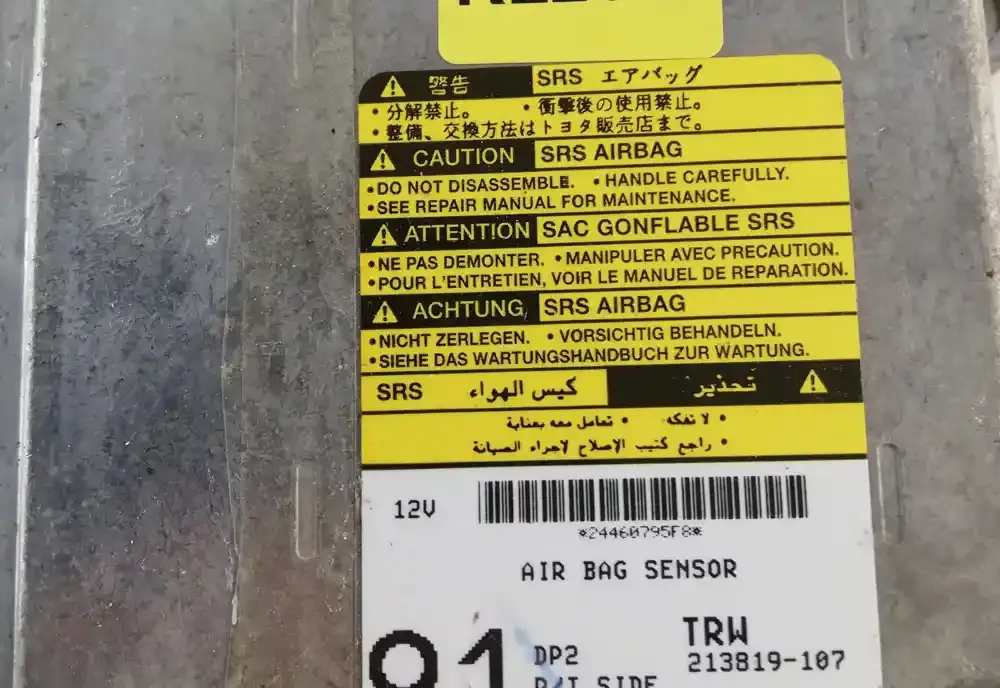 警告 SRS エアバッグ
・分解禁止。 ・衝撃後の使用禁止。
・整備、交換方法はトヨタ販売店まで。
CAUTION SRS AIRBAG
•DO NOT DISASSEMBLE. •HANDLE CAREFULLY.
•SEE REPAIR MANUAL FOR MAINTENANCE.
ATTENTION SAC GONFLABLE SRS
•NE PAS DEMONTER. •MANIPULER AVEC PRECAUTION.
•POUR L'ENTRETIEN, VOIR LE MANUEL DE REPARATION.
ACHTUNG SRS AIRBAG
•NICHT ZERLEGEN. •VORSICHTIG BEHANDELN.
•SIEHE DAS WARTUNGSHANDBUCH ZUR WARTUNG.
تحذير كيس الهواء SRS
• لا تفكه • تعامل معه بعناية
• راجع كتيب الإصلاح لإجراء الصيانة
12V
*24460795F8*
AIR BAG SENSOR
91 DP2 TRW
213819-107
SIDE